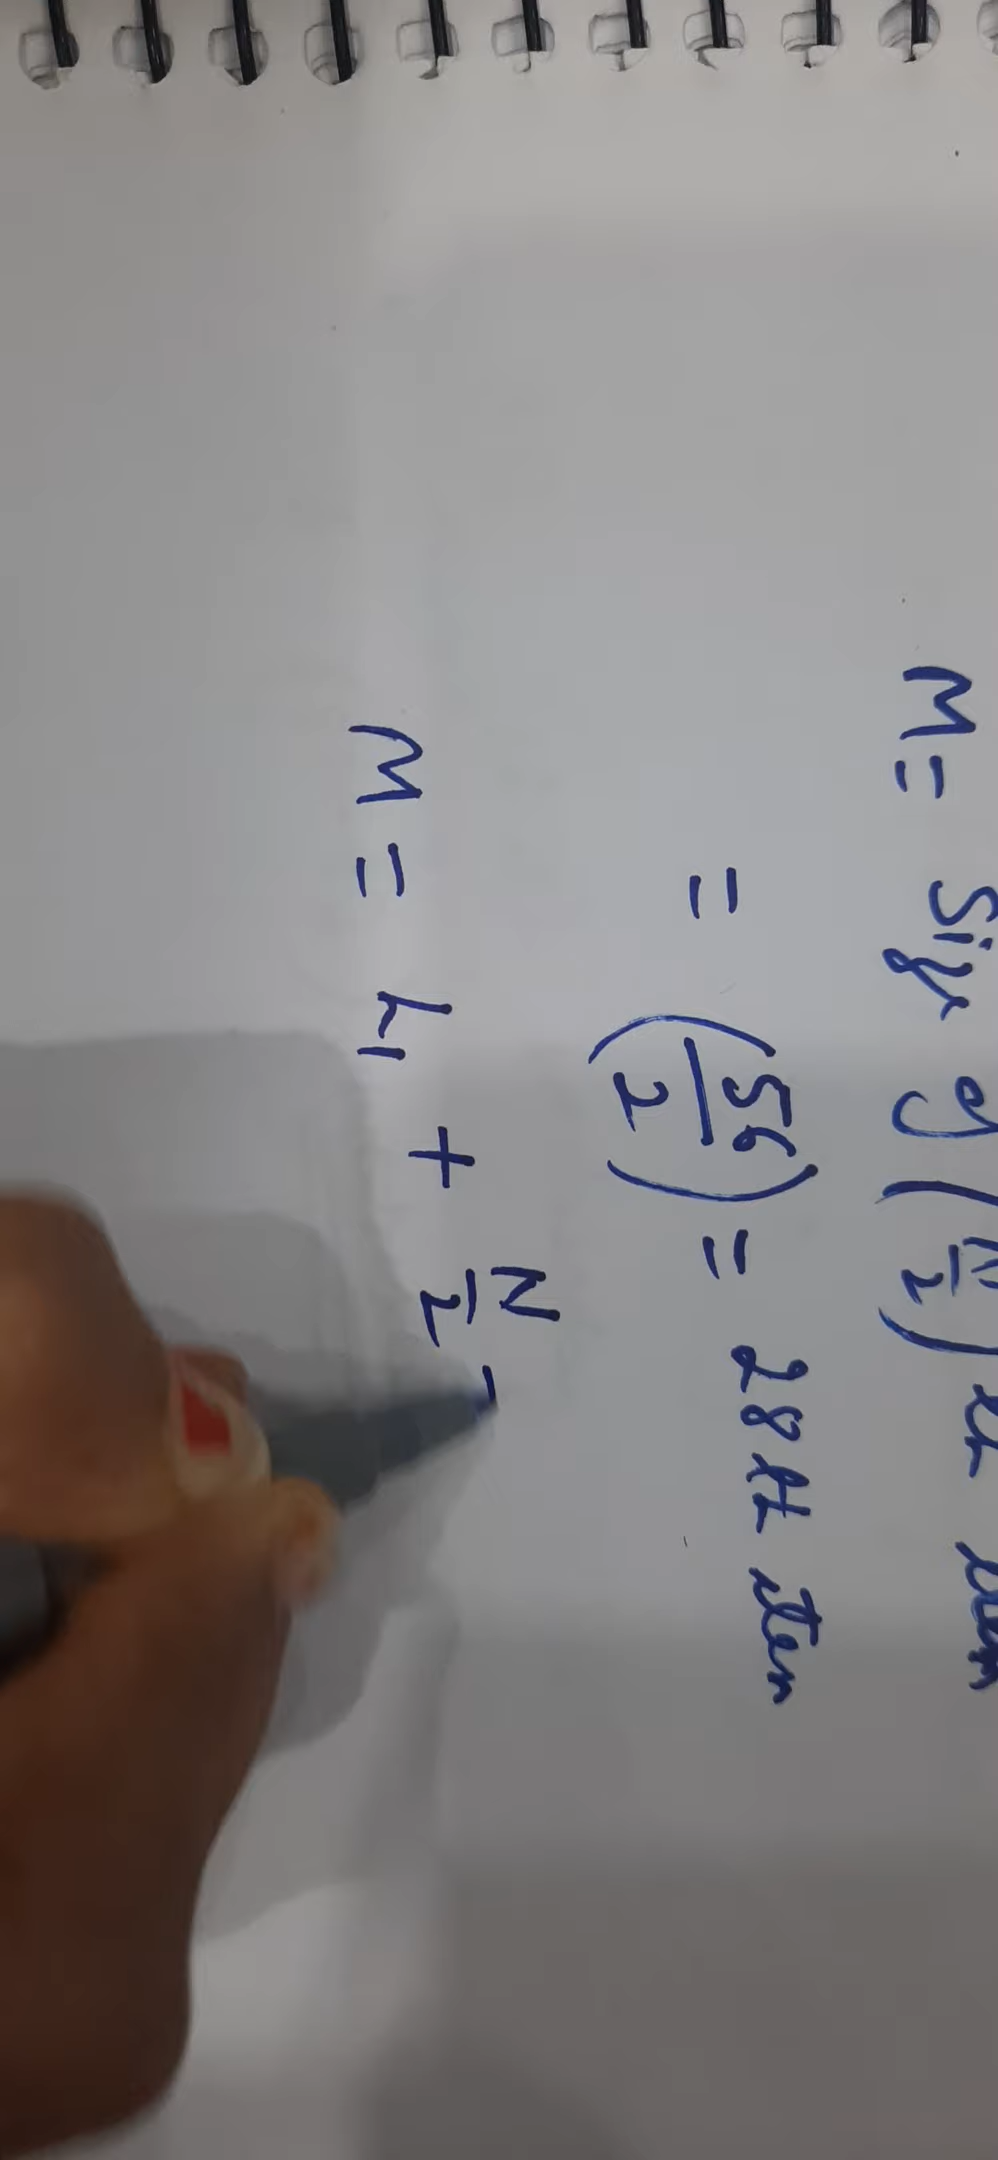 M = Size of (N/2) th item
= (56/2) = 28th item
M = L1 + N/2 -